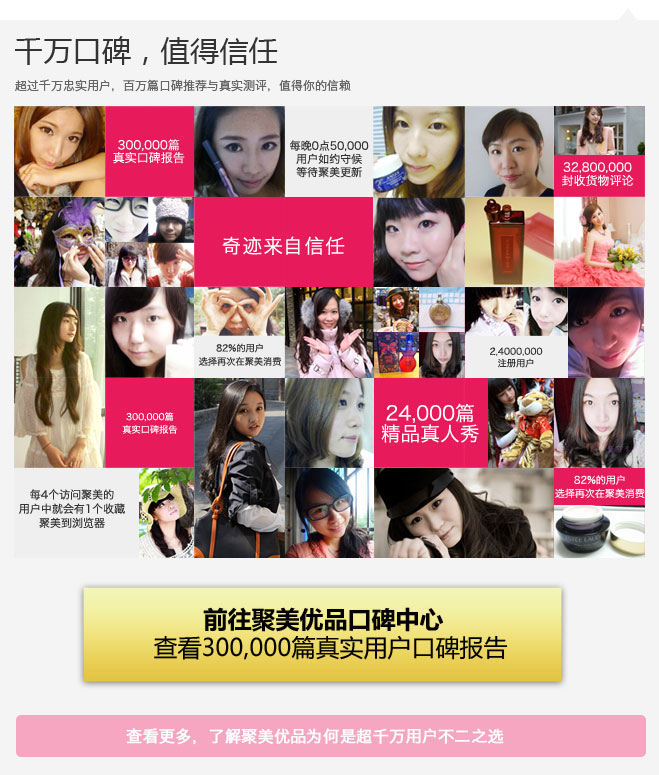 千万口碑，值得信任
超过千万忠实用户，百万篇口碑推荐与真实测评，值得你的信赖
300,000篇
真实口碑报告
每晚0点50,000
用户如约守候
等待聚美更新
32,800,000
封收货物评论
奇迹来自信任
82%的用户
选择再次在聚美消费
2,4000,000
注册用户
300,000篇
真实口碑报告
24,000篇
精品真人秀
每4个访问聚美的
用户中就会有1个收藏
聚美到浏览器
82%的用户
选择再次在聚美消费
前往聚美优品口碑中心
查看300,000篇真实用户口碑报告
查看更多，了解聚美优品为何是超千万用户不二之选